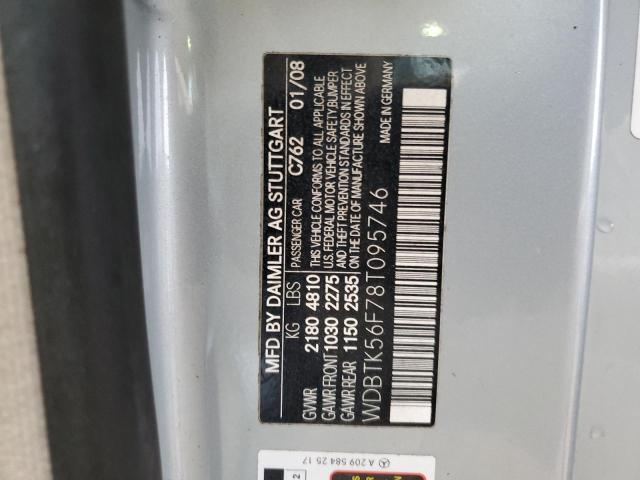 MFD BY DAIMLER AG STUTTGART
PASSENGER CAR C762 01/08
KG LBS
GVWR 2180 4810
GAWR FRONT 1030 2275
GAWR REAR 1150 2535
THIS VEHICLE CONFORMS TO ALL APPLICABLE
U.S. FEDERAL MOTOR VEHICLE SAFETY BUMPER
AND THEFT PREVENTION STANDARDS IN EFFECT
ON THE DATE OF MANUFACTURE SHOWN ABOVE
WDBTK56F78T095746
MADE IN GERMANY
A 209 584 25 17